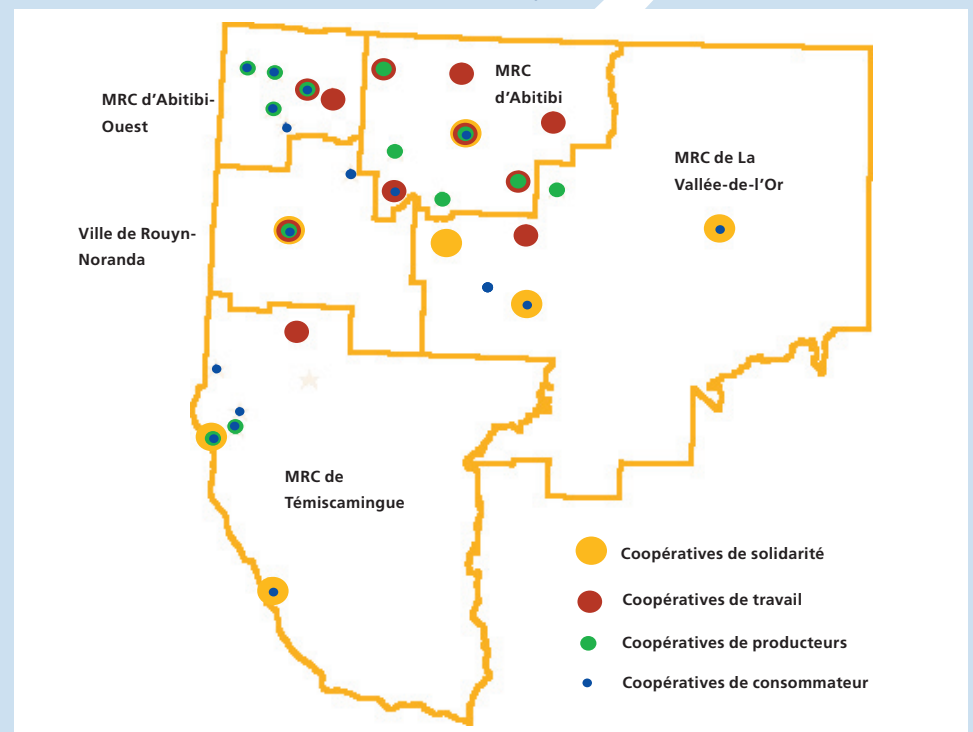 MRC d'Abitibi-
Ouest
MRC
d'Abitibi
MRC de La
Vallée-de-l'Or
Ville de Rouyn-
Noranda
MRC de
Témiscamingue
Coopératives de solidarité
Coopératives de travail
Coopératives de producteurs
Coopératives de consommateur